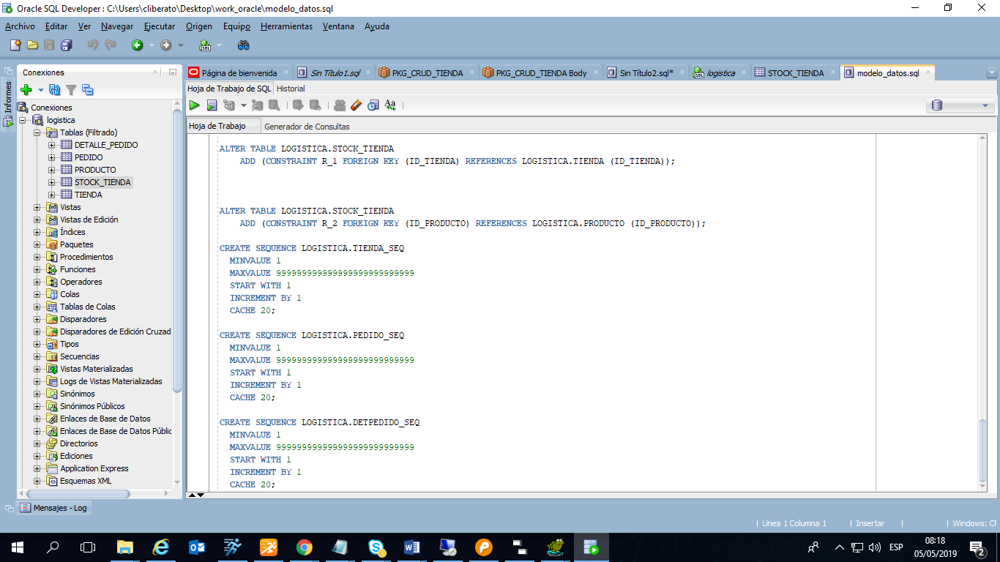 Oracle SQL Developer : C:\Users\cliberato\Desktop\work_oracle\modelo_datos.sql
Archivo Editar Ver Navegar Ejecutar Origen Equipo Herramientas Ventana Ayuda
Informes
Conexiones
Conexiones
logistica
Tablas (Filtrado)
DETALLE_PEDIDO
PEDIDO
PRODUCTO
STOCK_TIENDA
TIENDA
Vistas
Vistas de Edición
Índices
Paquetes
Procedimientos
Funciones
Operadores
Colas
Tablas de Colas
Disparadores
Disparadores de Edición Cruzad
Tipos
Secuencias
Vistas Materializadas
Logs de Vistas Materializadas
Sinónimos
Sinónimos Públicos
Enlaces de Base de Datos
Enlaces de Base de Datos Públic
Directorios
Ediciones
Application Express
Esquemas XML
Página de bienvenida Sin Título1.sql PKG_CRUD_TIENDA PKG_CRUD_TIENDA Body Sin Título2.sql* logistica STOCK_TIENDA modelo_datos.sql
Hoja de Trabajo de SQL Historial
Hoja de Trabajo Generador de Consultas
ALTER TABLE LOGISTICA.STOCK_TIENDA
ADD (CONSTRAINT R_1 FOREIGN KEY (ID_TIENDA) REFERENCES LOGISTICA.TIENDA (ID_TIENDA));
ALTER TABLE LOGISTICA.STOCK_TIENDA
ADD (CONSTRAINT R_2 FOREIGN KEY (ID_PRODUCTO) REFERENCES LOGISTICA.PRODUCTO (ID_PRODUCTO));
CREATE SEQUENCE LOGISTICA.TIENDA_SEQ
MINVALUE 1
MAXVALUE 999999999999999999999999999
START WITH 1
INCREMENT BY 1
CACHE 20;
CREATE SEQUENCE LOGISTICA.PEDIDO_SEQ
MINVALUE 1
MAXVALUE 999999999999999999999999999
START WITH 1
INCREMENT BY 1
CACHE 20;
CREATE SEQUENCE LOGISTICA.DETPEDIDO_SEQ
MINVALUE 1
MAXVALUE 999999999999999999999999999
START WITH 1
INCREMENT BY 1
CACHE 20;
Mensajes - Log
Línea 1 Columna 1 Insertar Windows: CF
ESP
08:18
05/05/2019
2